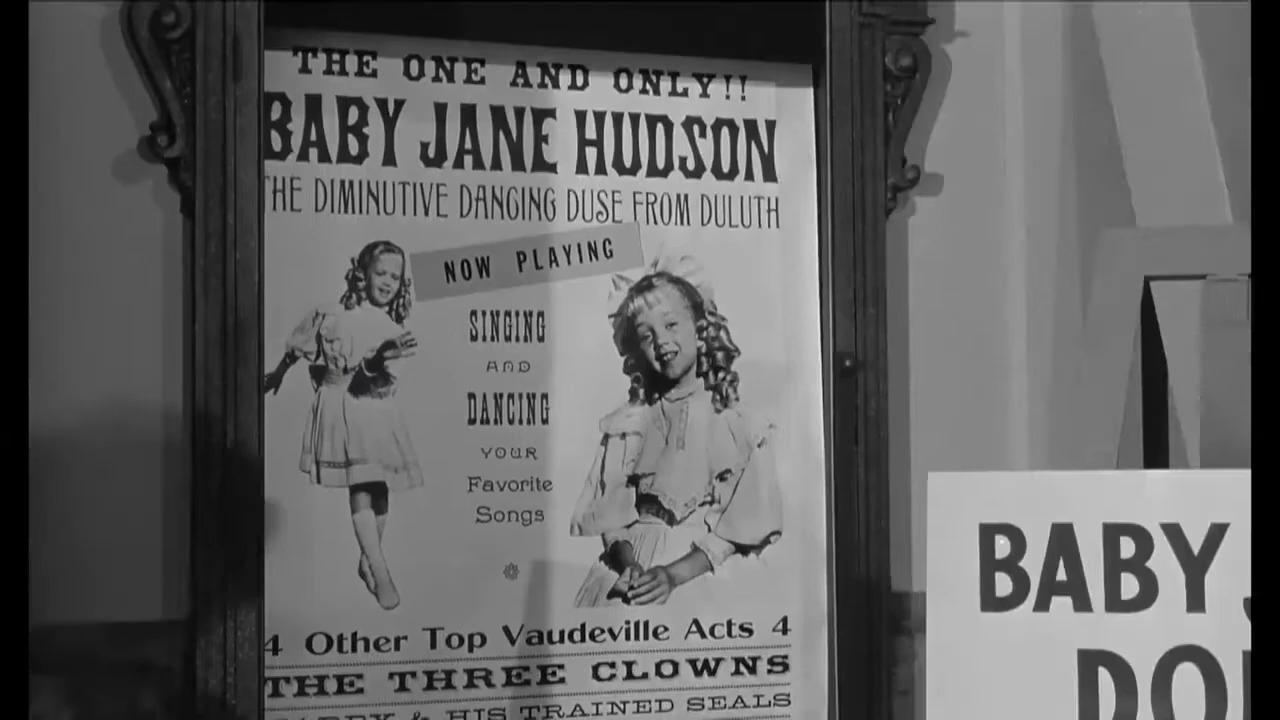 THE ONE AND ONLY!!
BABY JANE HUDSON
THE DIMINUTIVE DANCING DUSE FROM DULUTH
NOW PLAYING
SINGING
AND
DANCING
YOUR
Favorite
Songs
4 Other Top Vaudeville Acts 4
THE THREE CLOWNS
& HIS TRAINED SEALS
BABY